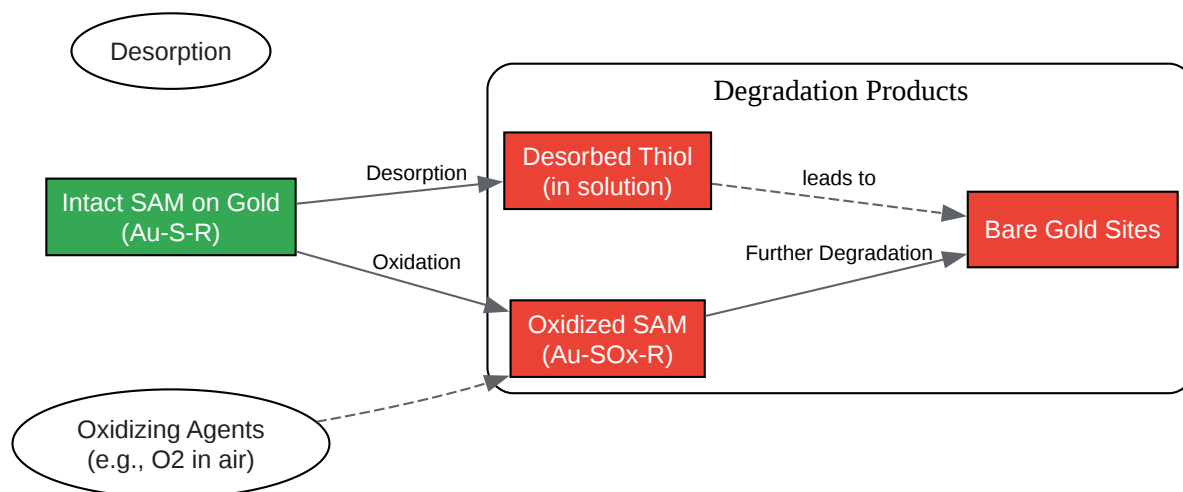 Desorption
Degradation Products
Intact SAM on Gold
(Au-S-R)
Desorption
Oxidation
Desorbed Thiol
(in solution)
leads to
Bare Gold Sites
Further Degradation
Oxidized SAM
(Au-SOx-R)
Oxidizing Agents
(e.g., O2 in air)